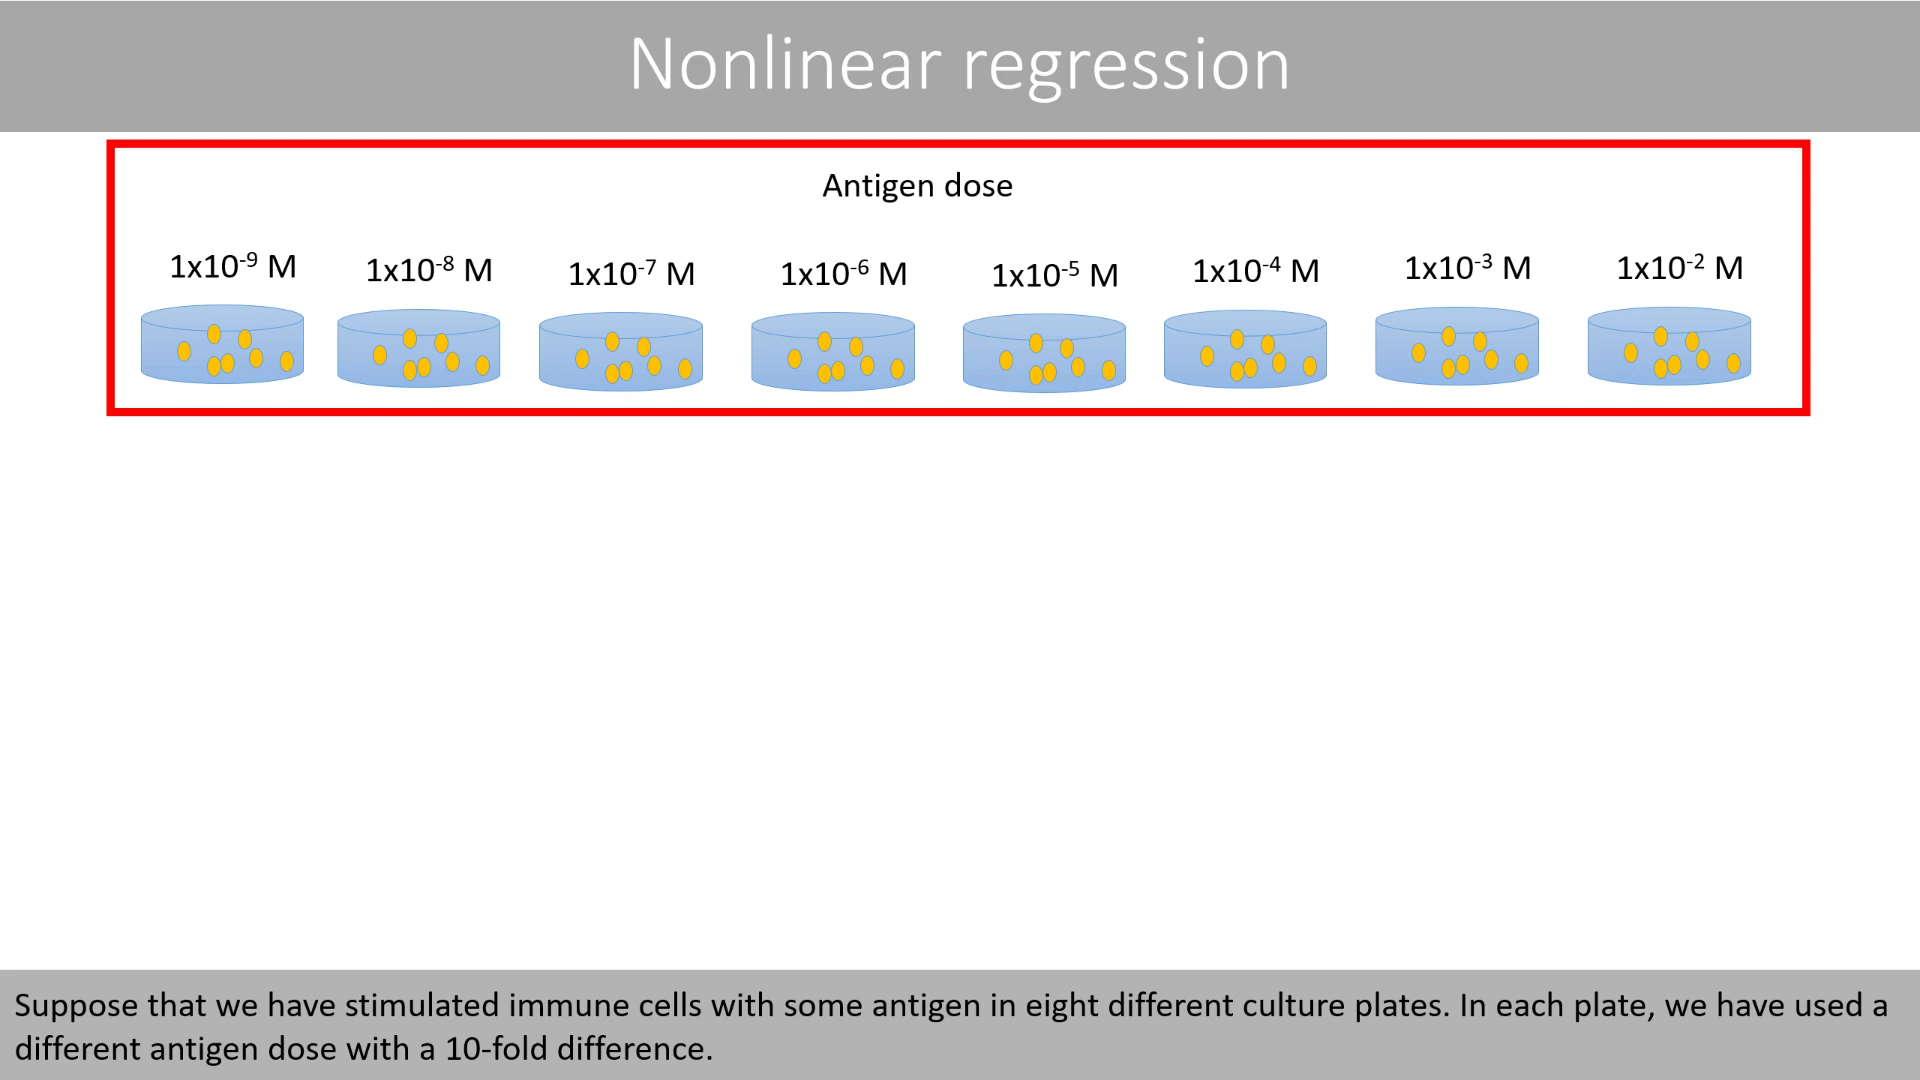 Nonlinear regression
Antigen dose
1x10⁻⁹ M 1x10⁻⁸ M 1x10⁻⁷ M 1x10⁻⁶ M 1x10⁻⁵ M 1x10⁻⁴ M 1x10⁻³ M 1x10⁻² M
Suppose that we have stimulated immune cells with some antigen in eight different culture plates. In each plate, we have used a
different antigen dose with a 10-fold difference.